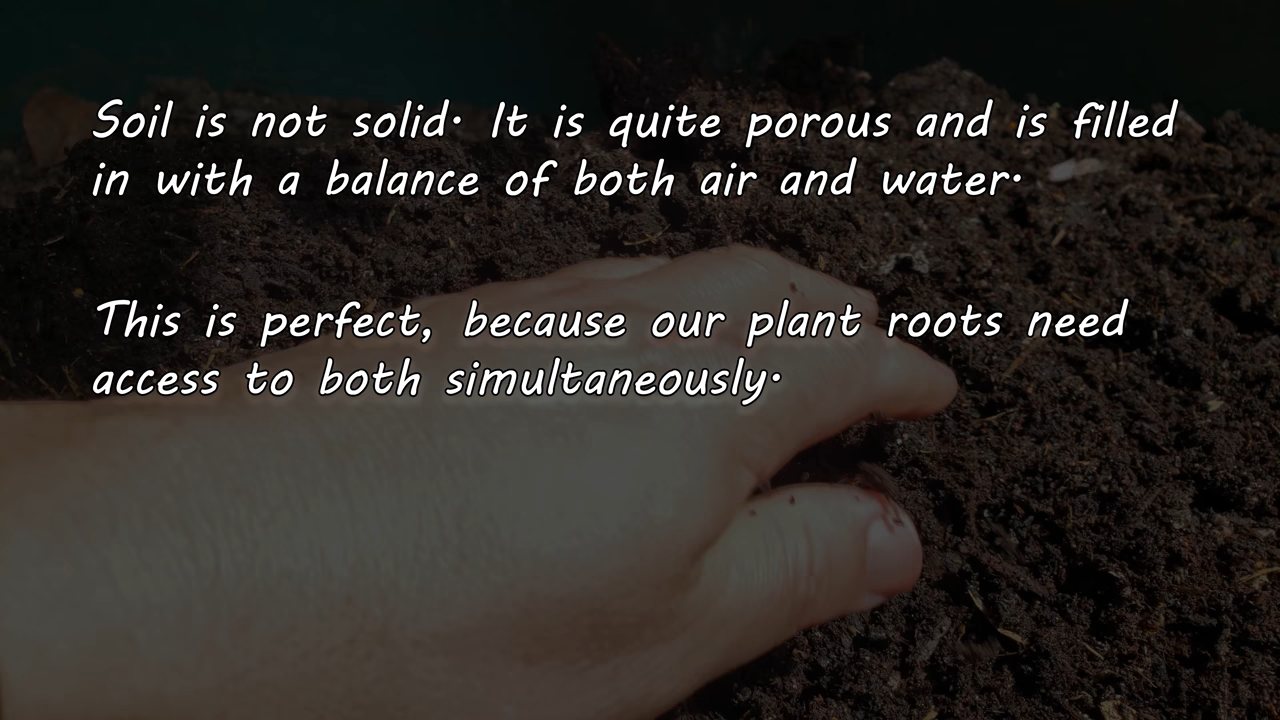 Soil is not solid. It is quite porous and is filled
in with a balance of both air and water.
This is perfect, because our plant roots need
access to both simultaneously.